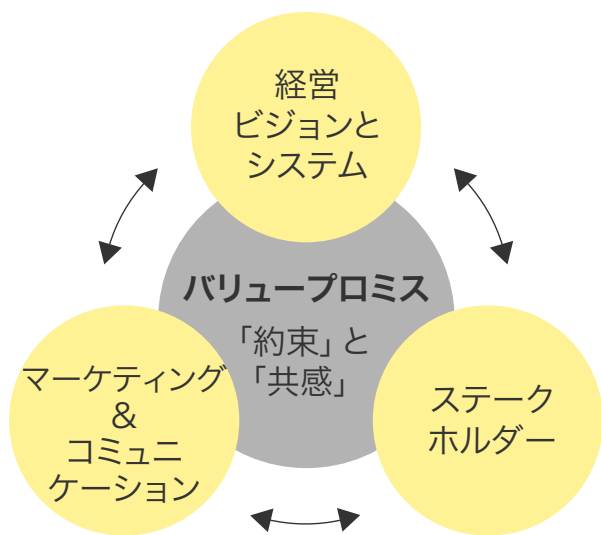 経営
ビジョンと
システム
バリュープロミス
「約束」と
「共感」
マーケティング
&
コミュニ
ケーション
ステーク
ホルダー